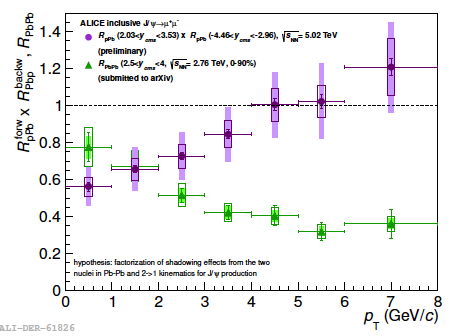 ALICE inclusive J/ψ→μ⁺μ⁻
R_pPb (2.03<y_cms<3.53) x R_pPb (-4.46<y_cms<-2.96), √s_NN = 5.02 TeV
(preliminary)
R_PbPb (2.5<y_cms<4, √s_NN = 2.76 TeV, 0-90%)
(submitted to arXiv)
R_pPb^forw x R_Pbp^backw, R_PbPb
1.4
1.2
1
0.8
0.6
0.4
0.2
0
hypothesis: factorization of shadowing effects from the two
nuclei in Pb-Pb and 2->1 kinematics for J/ψ production
0 1 2 3 4 5 6 7 8
p_T (GeV/c)
ALI-DER-61826